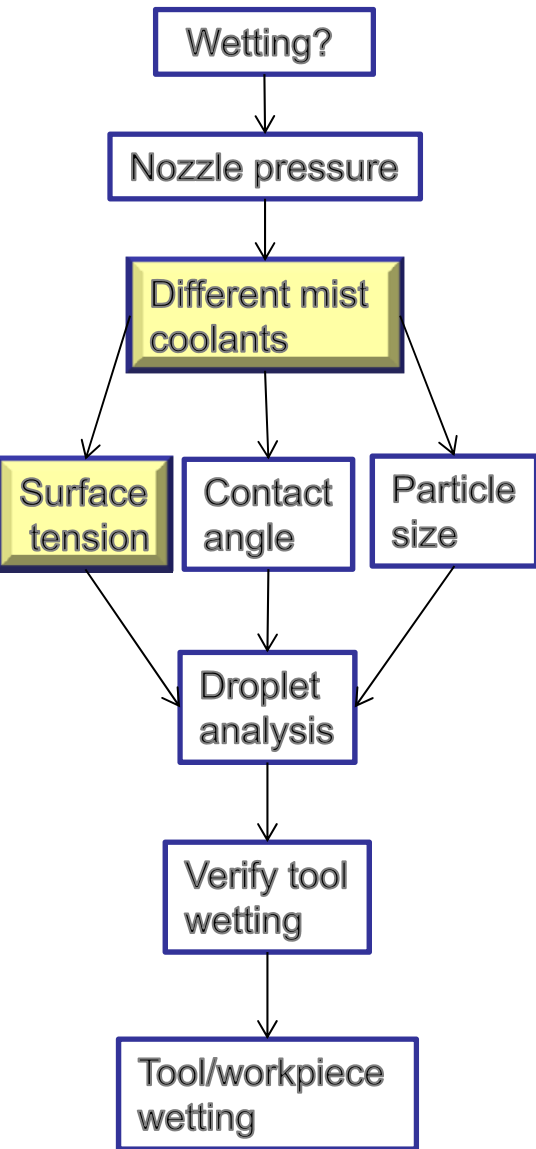 Wetting?
Nozzle pressure
Different mist
coolants
Surface
tension
Contact
angle
Particle
size
Droplet
analysis
Verify tool
wetting
Tool/workpiece
wetting